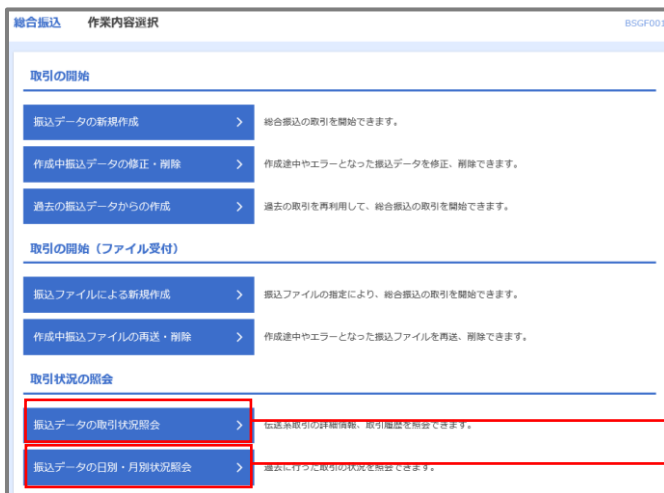 総合振込 作業内容選択 BSGF001
取引の開始
振込データの新規作成 総合振込の取引を開始できます。
作成中振込データの修正・削除 作成途中やエラーとなった振込データを修正、削除できます。
過去の振込データからの作成 過去の取引を再利用して、総合振込の取引を開始できます。
取引の開始（ファイル受付）
振込ファイルによる新規作成 振込ファイルの指定により、総合振込の取引を開始できます。
作成中振込ファイルの再送・削除 作成途中やエラーとなった振込ファイルを再送、削除できます。
取引状況の照会
振込データの取引状況照会 伝送系取引の詳細情報、取引履歴を照会できます。
振込データの日別・月別状況照会 過去に行った取引の状況を照会できます。